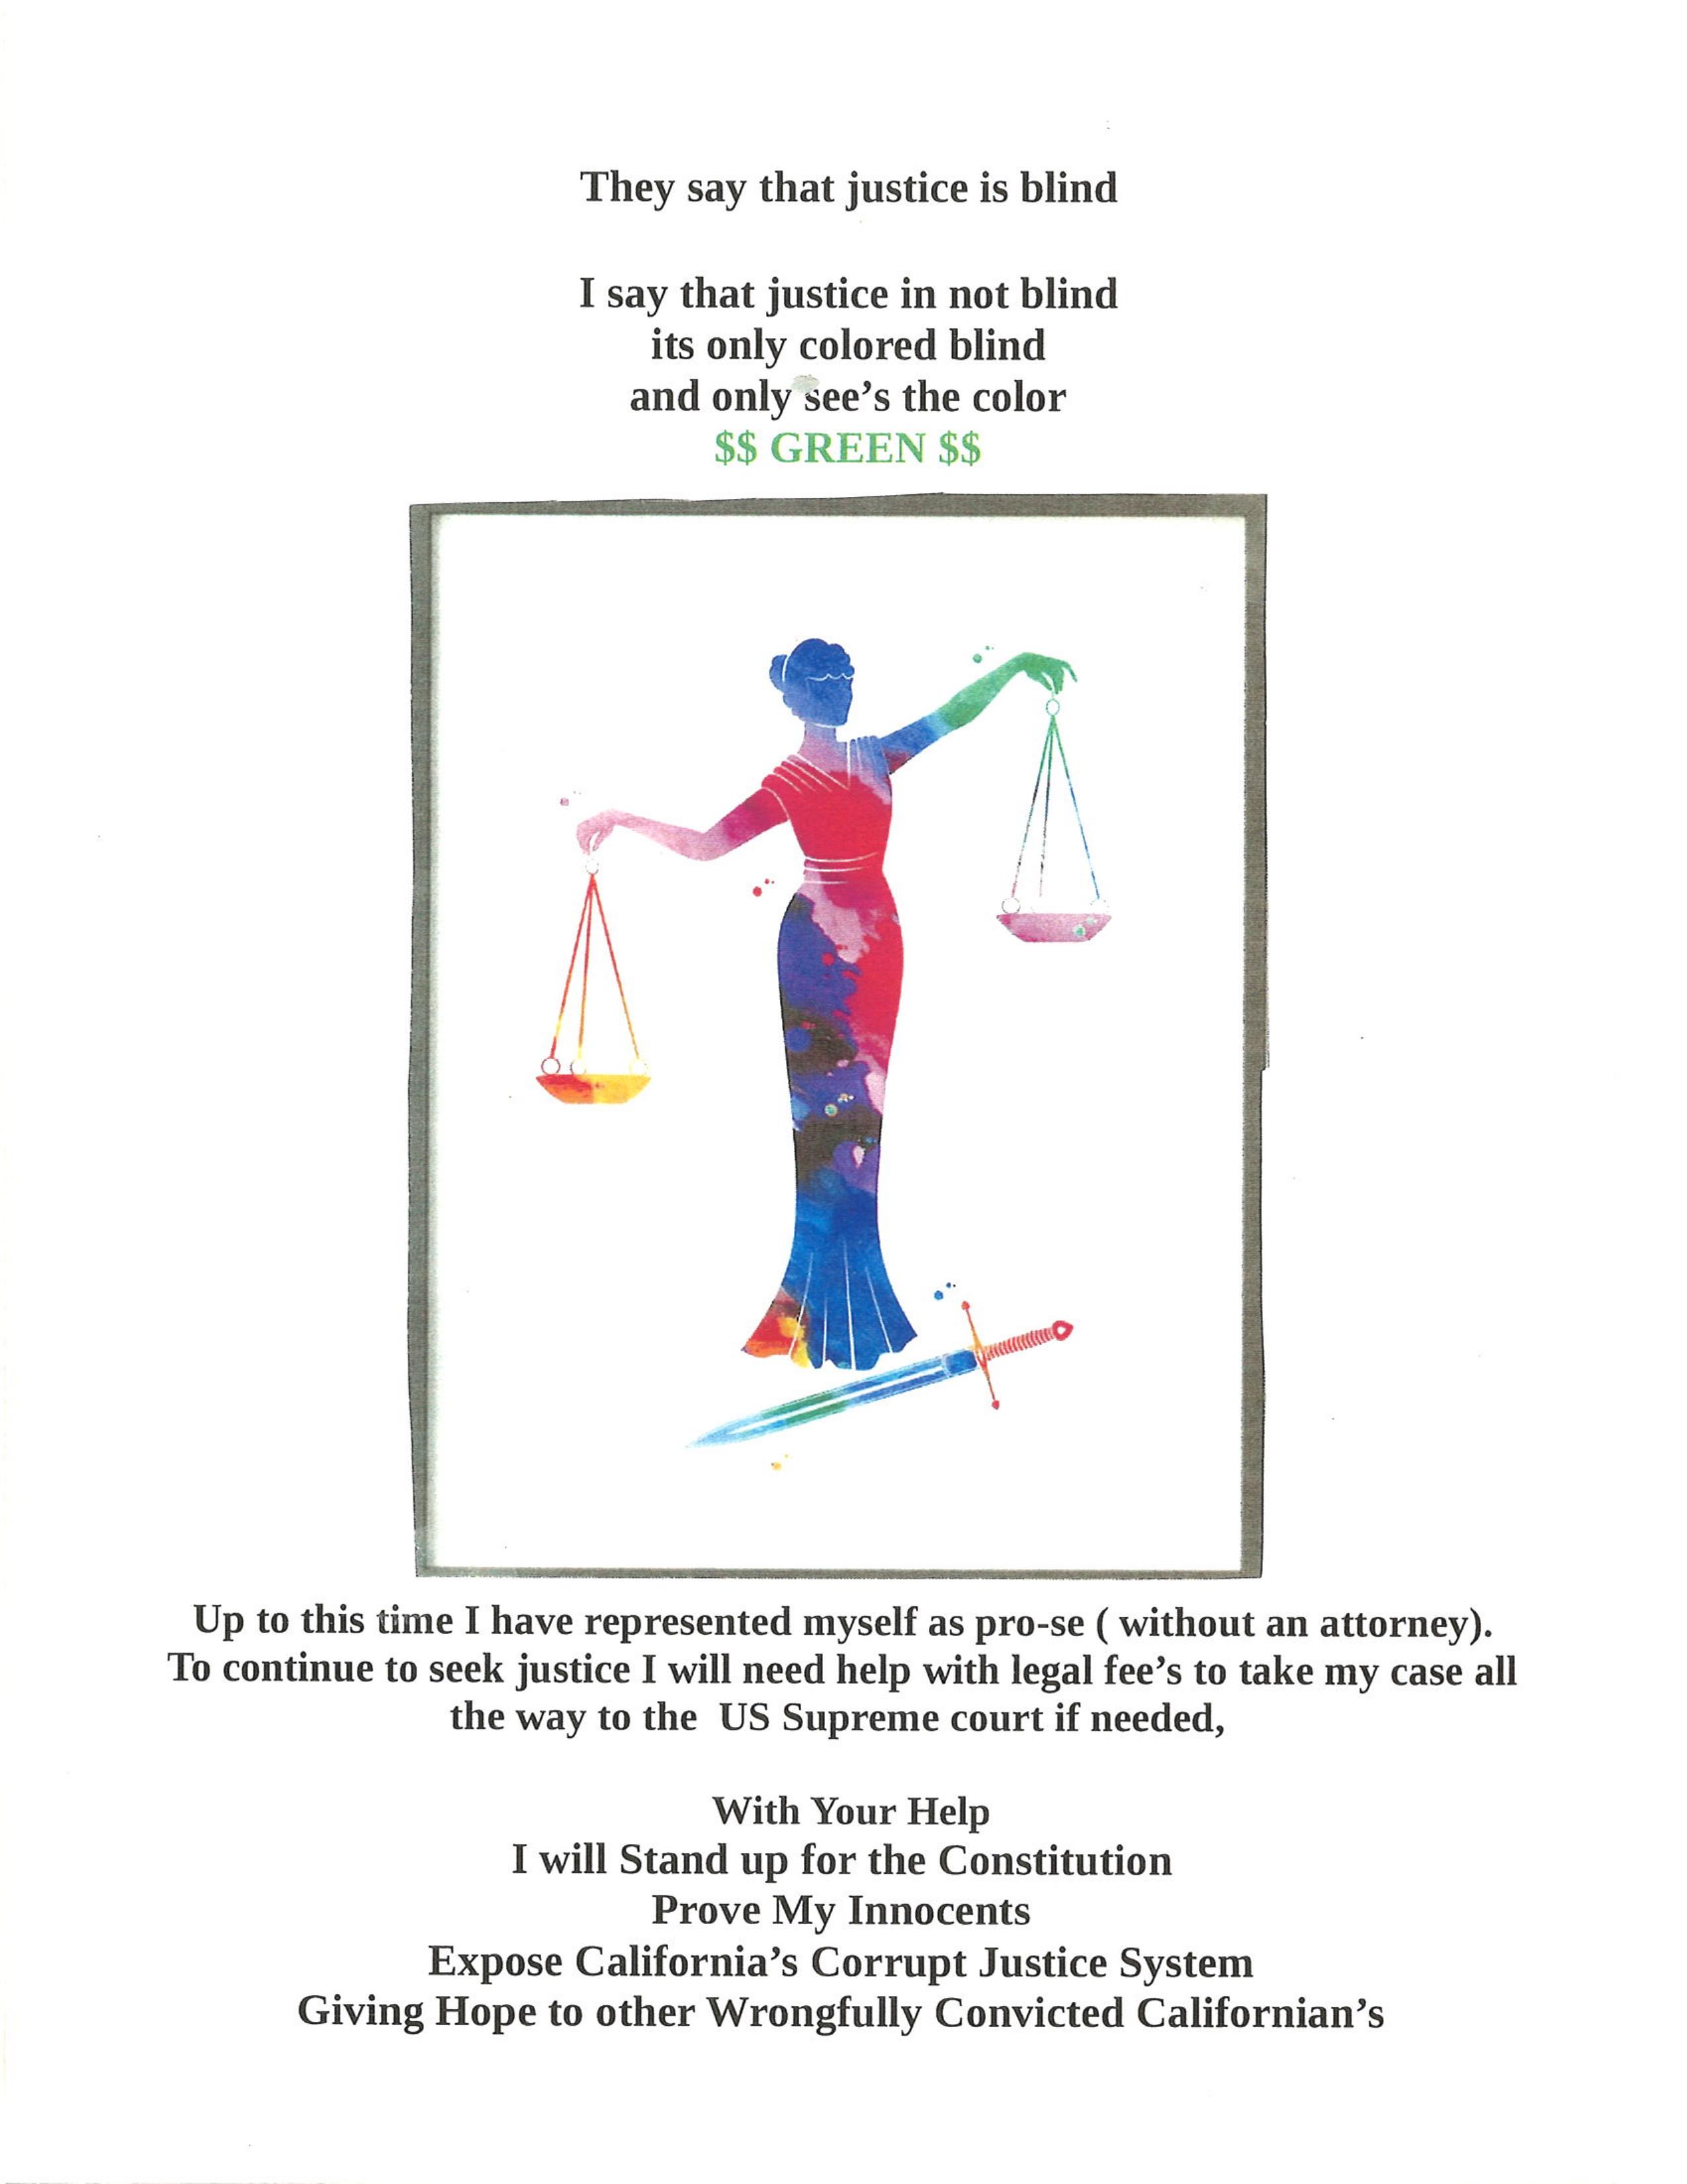 They say that justice is blind
I say that justice in not blind
its only colored blind
and only see's the color
$$ GREEN $$
Up to this time I have represented myself as pro-se ( without an attorney).
To continue to seek justice I will need help with legal fee’s to take my case all
the way to the  US Supreme court if needed,
With Your Help
I will Stand up for the Constitution
Prove My Innocents
Expose California’s Corrupt Justice System
Giving Hope to other Wrongfully Convicted Californian’s